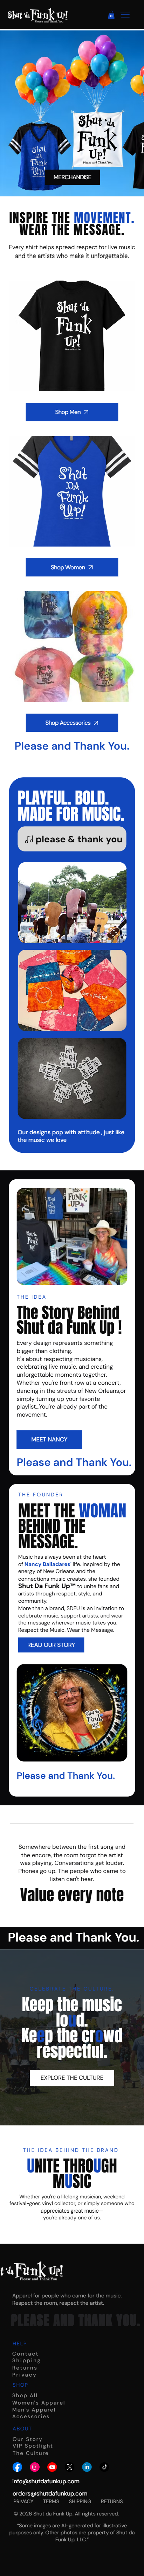 Shut da Funk Up!
Please and Thank You
Shut da Funk Up!
Shut 'da Funk Up!
MERCHANDISE
INSPIRE THE MOVEMENT.
WEAR THE MESSAGE.
Every shirt helps spread respect for live music
and the artists who make it unforgettable.
Shut 'da Funk Up!
Shop Men
Shut Da Funk Up!
Shop Women
Shop Accessories
Please and Thank You.
PLAYFUL. BOLD.
MADE FOR MUSIC.
please & thank you
Our designs pop with attitude , just like
the music we love
THE IDEA
The Story Behind
Shut da Funk Up !
Every design represents something
bigger than clothing.
It's about respecting musicians,
celebrating live music, and creating
unforgettable moments together.
Whether you're front row at a concert,
dancing in the streets of New Orleans,or
simply turning up your favorite
playlist..You're already part of the
movement.
MEET NANCY
Please and Thank You.
THE FOUNDER
MEET THE WOMAN
BEHIND THE
MESSAGE.
Music has always been at the heart
of Nancy Balladares' life. Inspired by the
energy of New Orleans and the
connections music creates, she founded
Shut Da Funk Up™ to unite fans and
artists through respect, style, and
community.
More than a brand, SDFU is an invitation to
enjoy music, support artists, and wear
the message wherever music takes you.
Respect the Music. Wear the Message.
READ OUR STORY
Please and Thank You.
Somewhere between the first song and
the encore, the room forgot the artist
was playing. Conversations get louder.
Phones go up. The people who came to
listen can't hear.
Value every note
Please and Thank You.
Keep the music
loud.
Keep the crowd
respectful.
EXPLORE THE CULTURE
THE IDEA BEHIND THE BRAND
UNITE THROUGH
MUSIC
Whether you're a lifelong musician, weekend
festival-goer, vinyl collector, or simply someone who
appreciates great music—
you're already one of us.
Shut 'da Funk Up!
Please and Thank You
Apparel for people who came for the music.
Respect the room, respect the artist.
PLEASE AND THANK YOU.
HELP
Contact
Shipping
Returns
Privacy
SHOP
Shop All
Women's Apparel
Men's Apparel
Accessories
ABOUT
Our Story
VIP Spotlight
The Culture
info@shutdafunkup.com
orders@shutdafunkup.com
PRIVACY TERMS SHIPPING RETURNS
© 2026 Shut da Funk Up. All rights reserved.
"Some images are AI-generated for illustrative
purposes only. Other photos are property of Shut da
Funk Up, LLC."